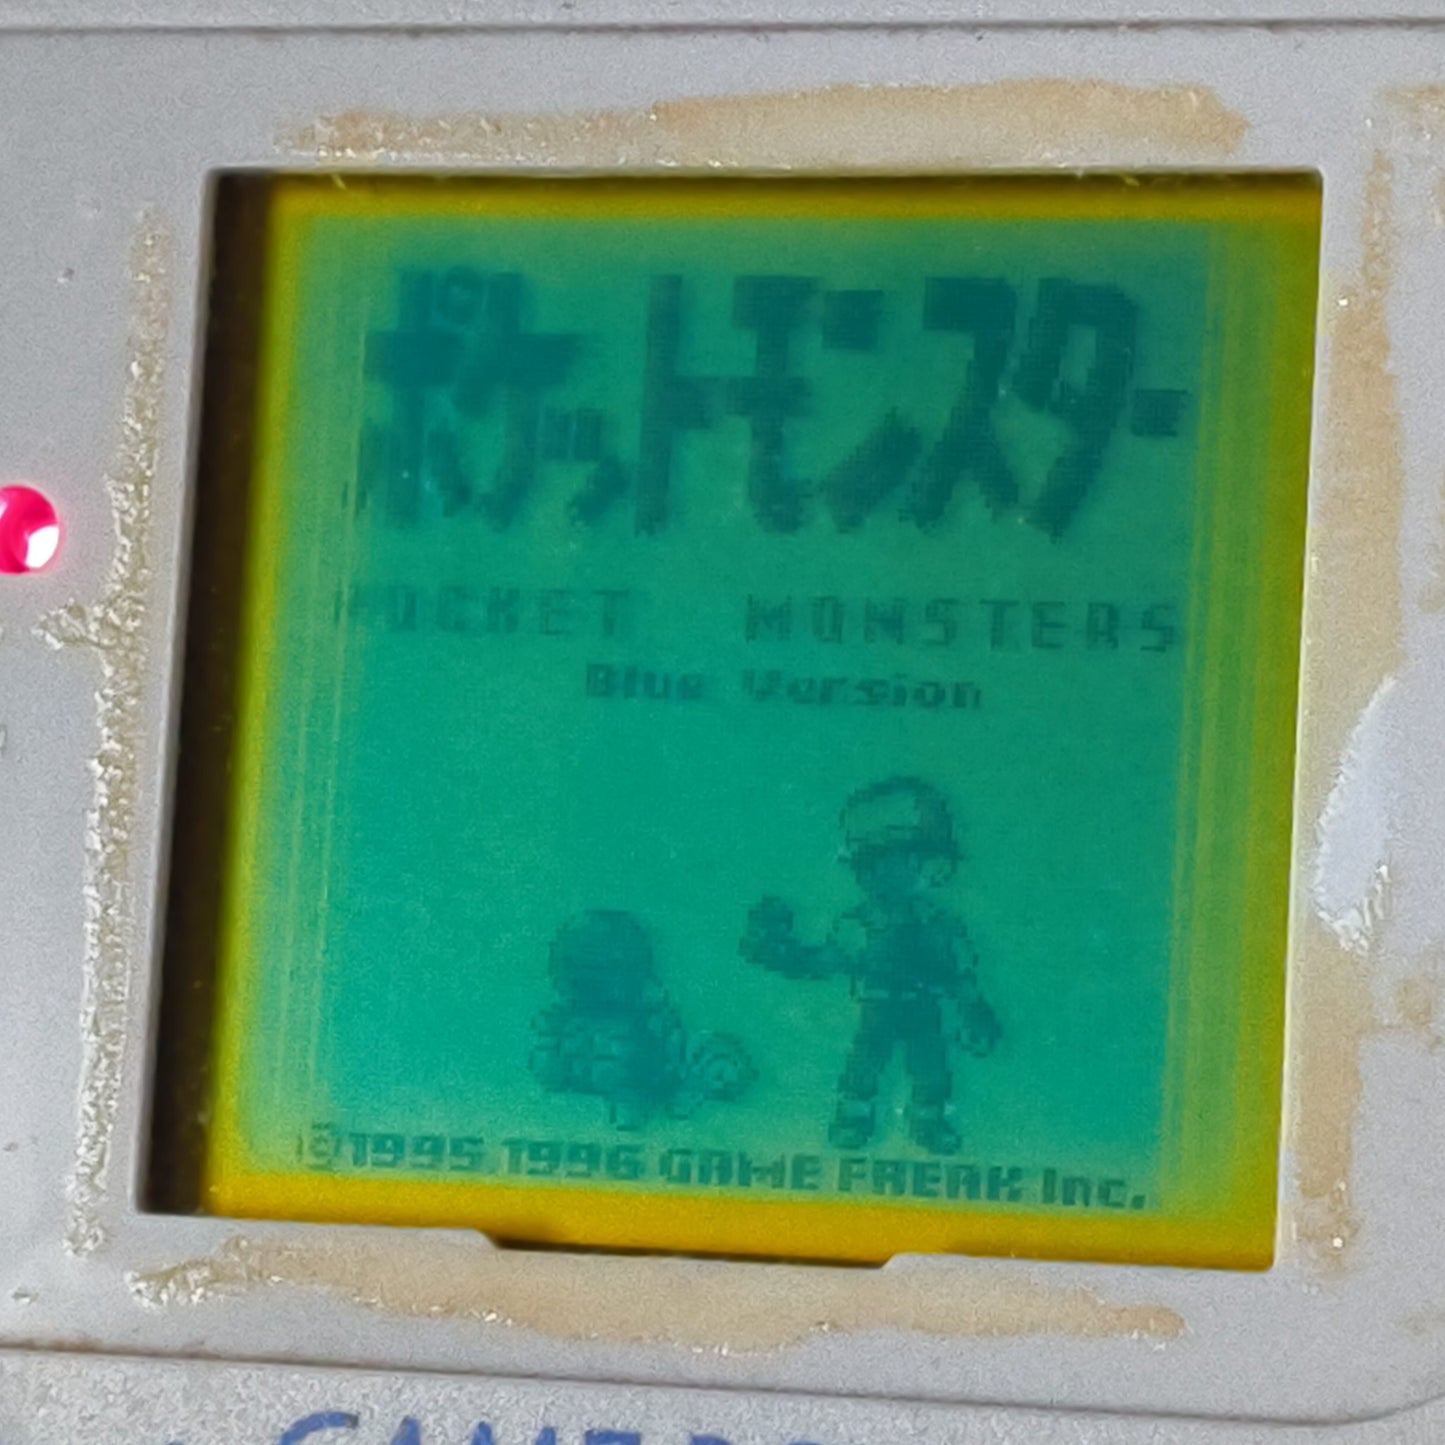 ポケットモンスター
POCKET MONSTERS
Blue Version
©1995 1996 GAME FREAK Inc.